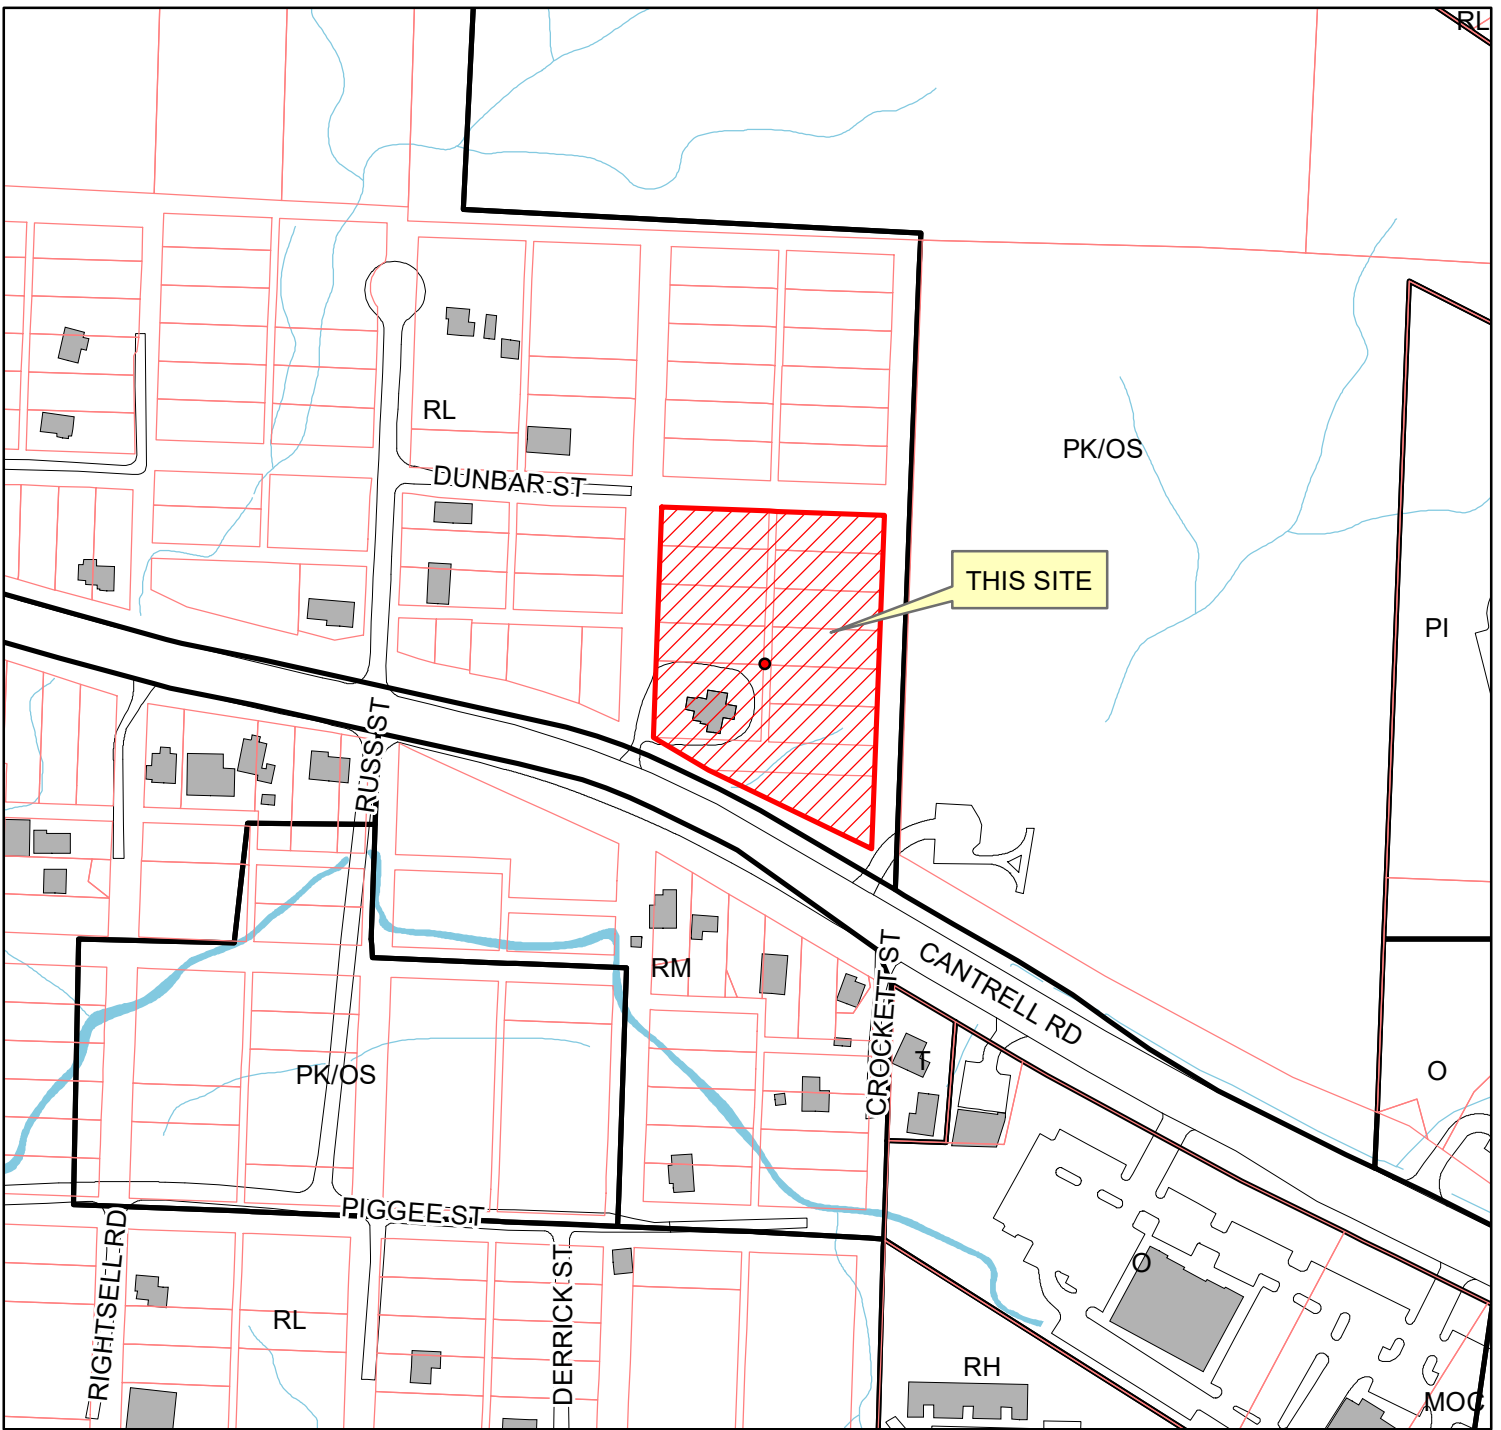 RL
RL
PK/OS
DUNBAR ST
THIS SITE
PI
RUSS ST
RM
CROCKETT ST
CANTRELL RD
T
O
PK/OS
PIGGEE ST
RIGHTSELL RD
DERRICK ST
O
RL
RH
MOC